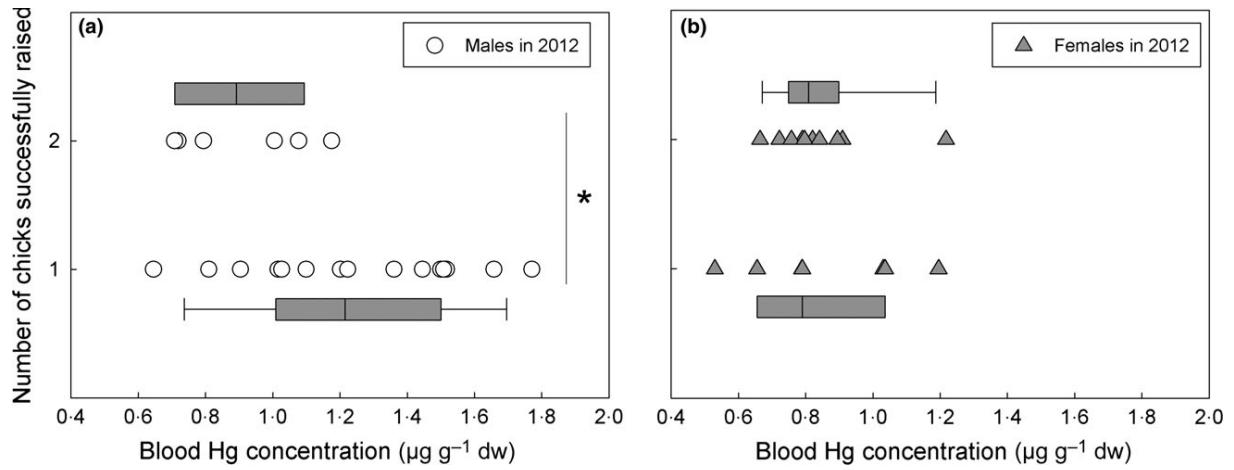 Number of chicks successfully raised
(a)
Males in 2012
2
1
*
0·4 0·6 0·8 1·0 1·2 1·4 1·6 1·8 2·0
Blood Hg concentration (µg g⁻¹ dw)
(b)
Females in 2012
0·4 0·6 0·8 1·0 1·2 1·4 1·6 1·8 2·0
Blood Hg concentration (µg g⁻¹ dw)